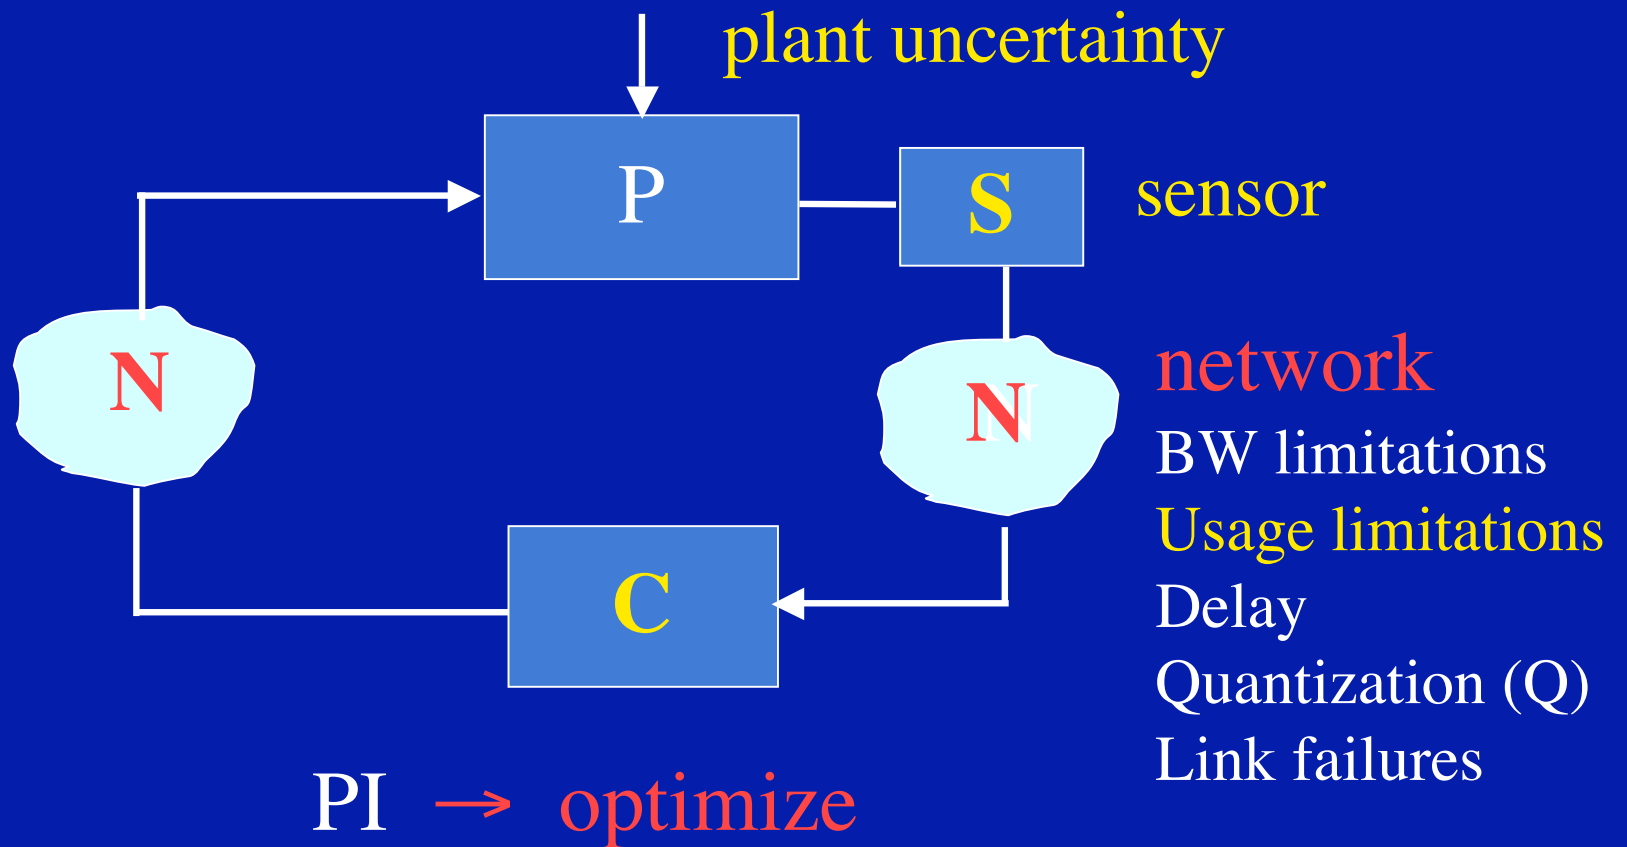 plant uncertainty
P
S
sensor
N
N
network
BW limitations
Usage limitations
C
Delay
Quantization (Q)
Link failures
PI → optimize